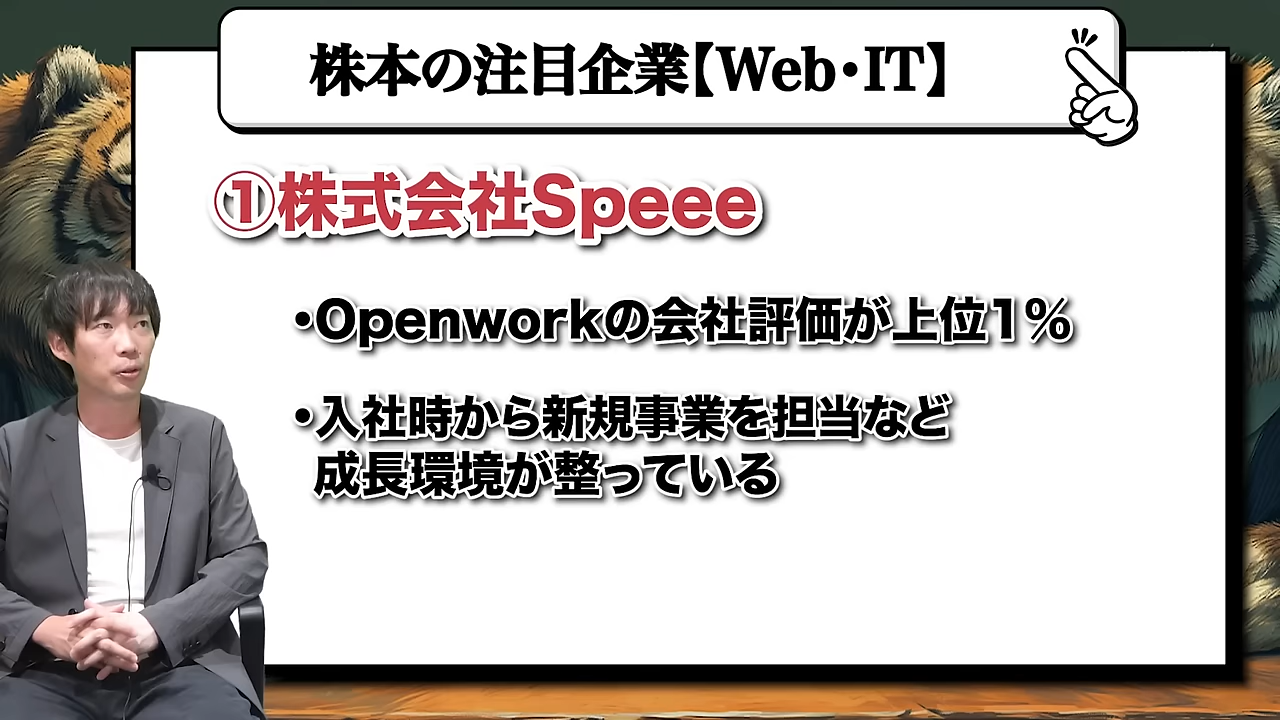 株本の注目企業【Web・IT】
①株式会社Speee
・Openworkの会社評価が上位1%
・入社時から新規事業を担当など
成長環境が整っている